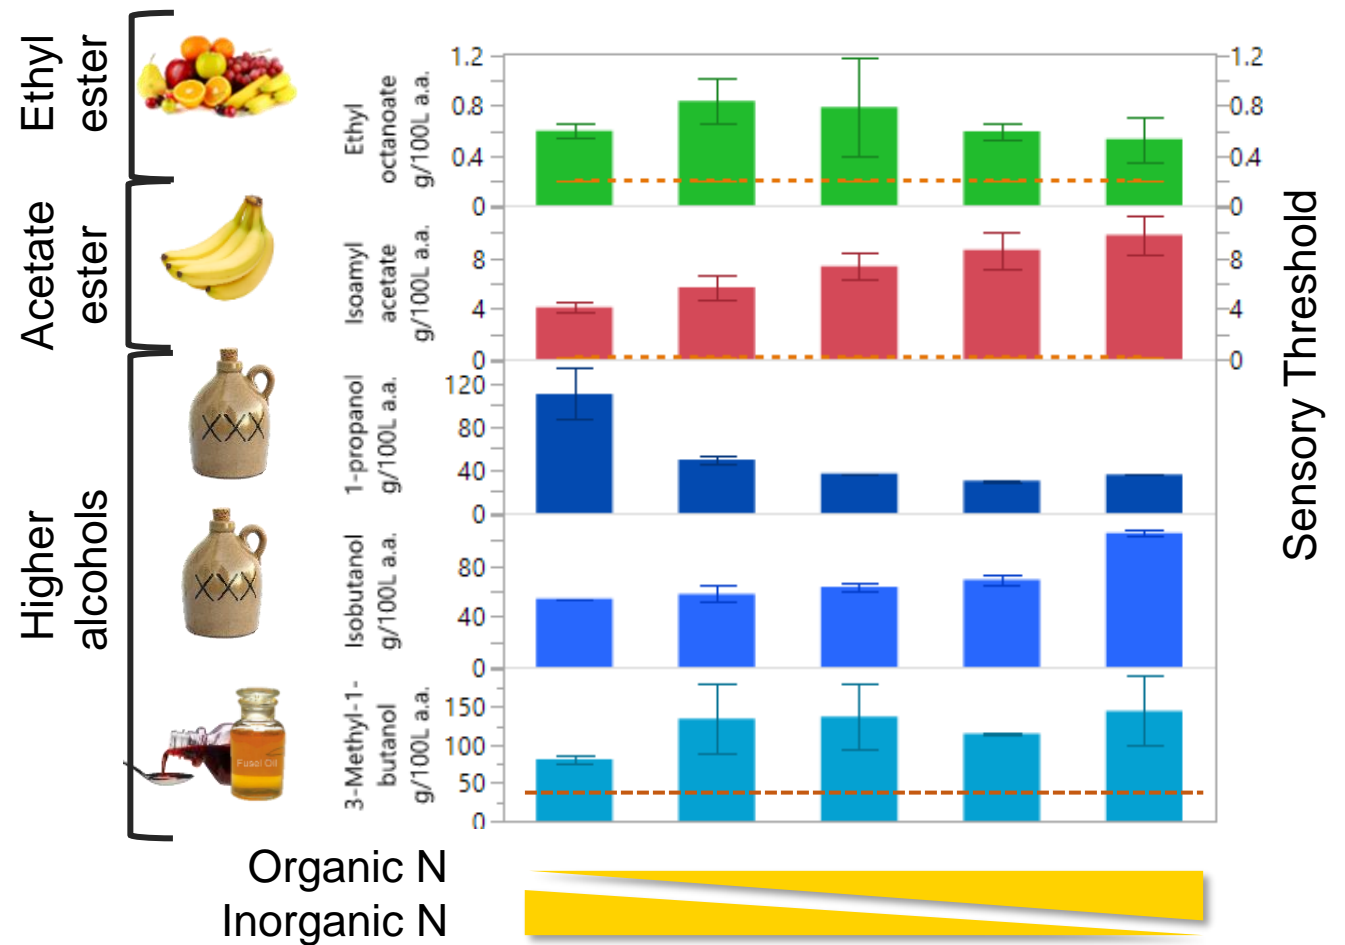 Ethyl
ester
Ethyl
octanoate
g/100L a.a.
1.2
0.8
0.4
0
1.2
0.8
0.4
0
Acetate
ester
Isoamyl
acetate
g/100L a.a.
8
4
0
8
4
0
Sensory Threshold
Higher
alcohols
XXX
1-propanol
g/100L a.a.
120
80
40
0
XXX
Isobutanol
g/100L a.a.
80
40
0
Fusol Oil
3-Methyl-1-
butanol
g/100L a.a.
150
100
50
0
Organic N
Inorganic N